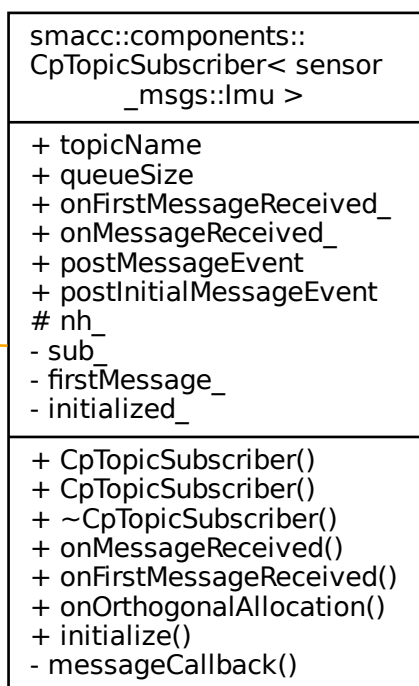 smacc::components::
CpTopicSubscriber< sensor
_msgs::Imu >
+ topicName
+ queueSize
+ onFirstMessageReceived_
+ onMessageReceived_
+ postMessageEvent
+ postInitialMessageEvent
# nh_
- sub_
- firstMessage_
- initialized_
+ CpTopicSubscriber()
+ CpTopicSubscriber()
+ ~CpTopicSubscriber()
+ onMessageReceived()
+ onFirstMessageReceived()
+ onOrthogonalAllocation()
+ initialize()
- messageCallback()